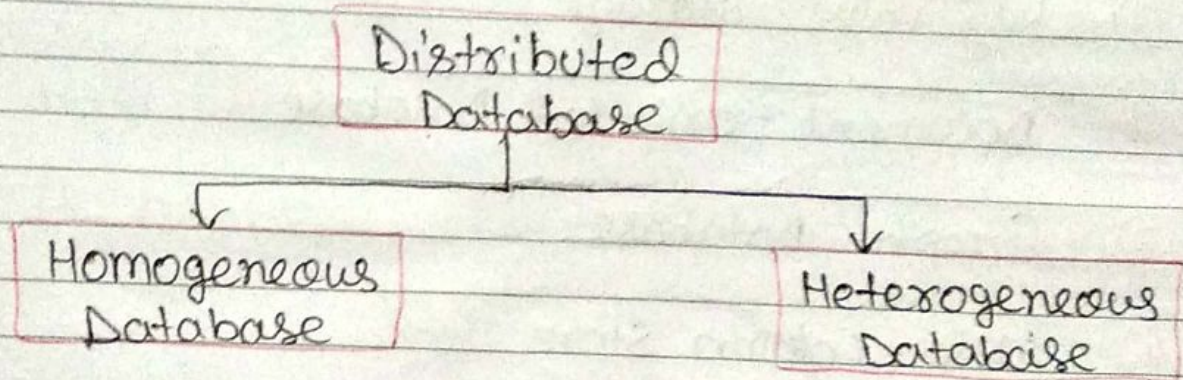 Distributed
Database
Homogeneous
Database
Heterogeneous
Database